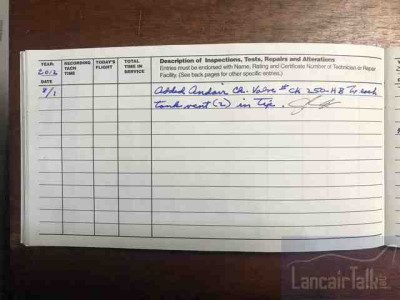 YEAR: RECORDING TACH TIME TODAY'S FLIGHT TOTAL TIME IN SERVICE Description of Inspections, Tests, Repairs and Alterations
Entries must be endorsed with Name, Rating and Certificate Number of Technician or Repair Facility. (See back pages for other specific entries.)
2012
8/1 Added Andair Ch. Valve # CK 250-HB To each
tank vent (2) in tip.
LancairTalk